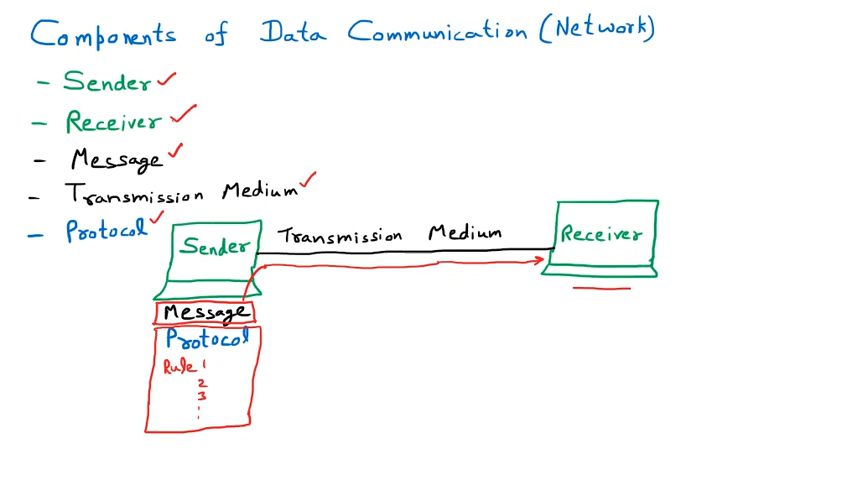 Components of Data Communication (Network)
- Sender ✓
- Receiver ✓
- Message ✓
- Transmission Medium ✓
- Protocol ✓
Sender
Transmission Medium
Receiver
Message
Protocol
Rule 1
2
3